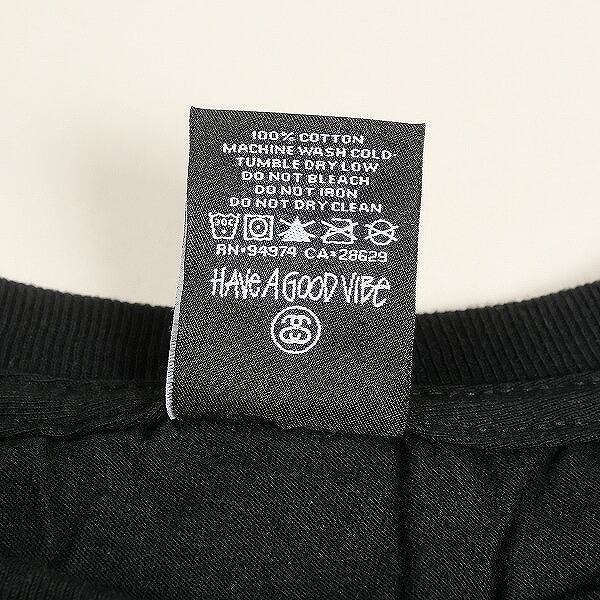 100% COTTON
MACHINE WASH COLD
TUMBLE DRY LOW
DO NOT BLEACH
DO NOT IRON
DO NOT DRY CLEAN
30C
RN•94974 CA•28629
HAVE A GOOD VIBE